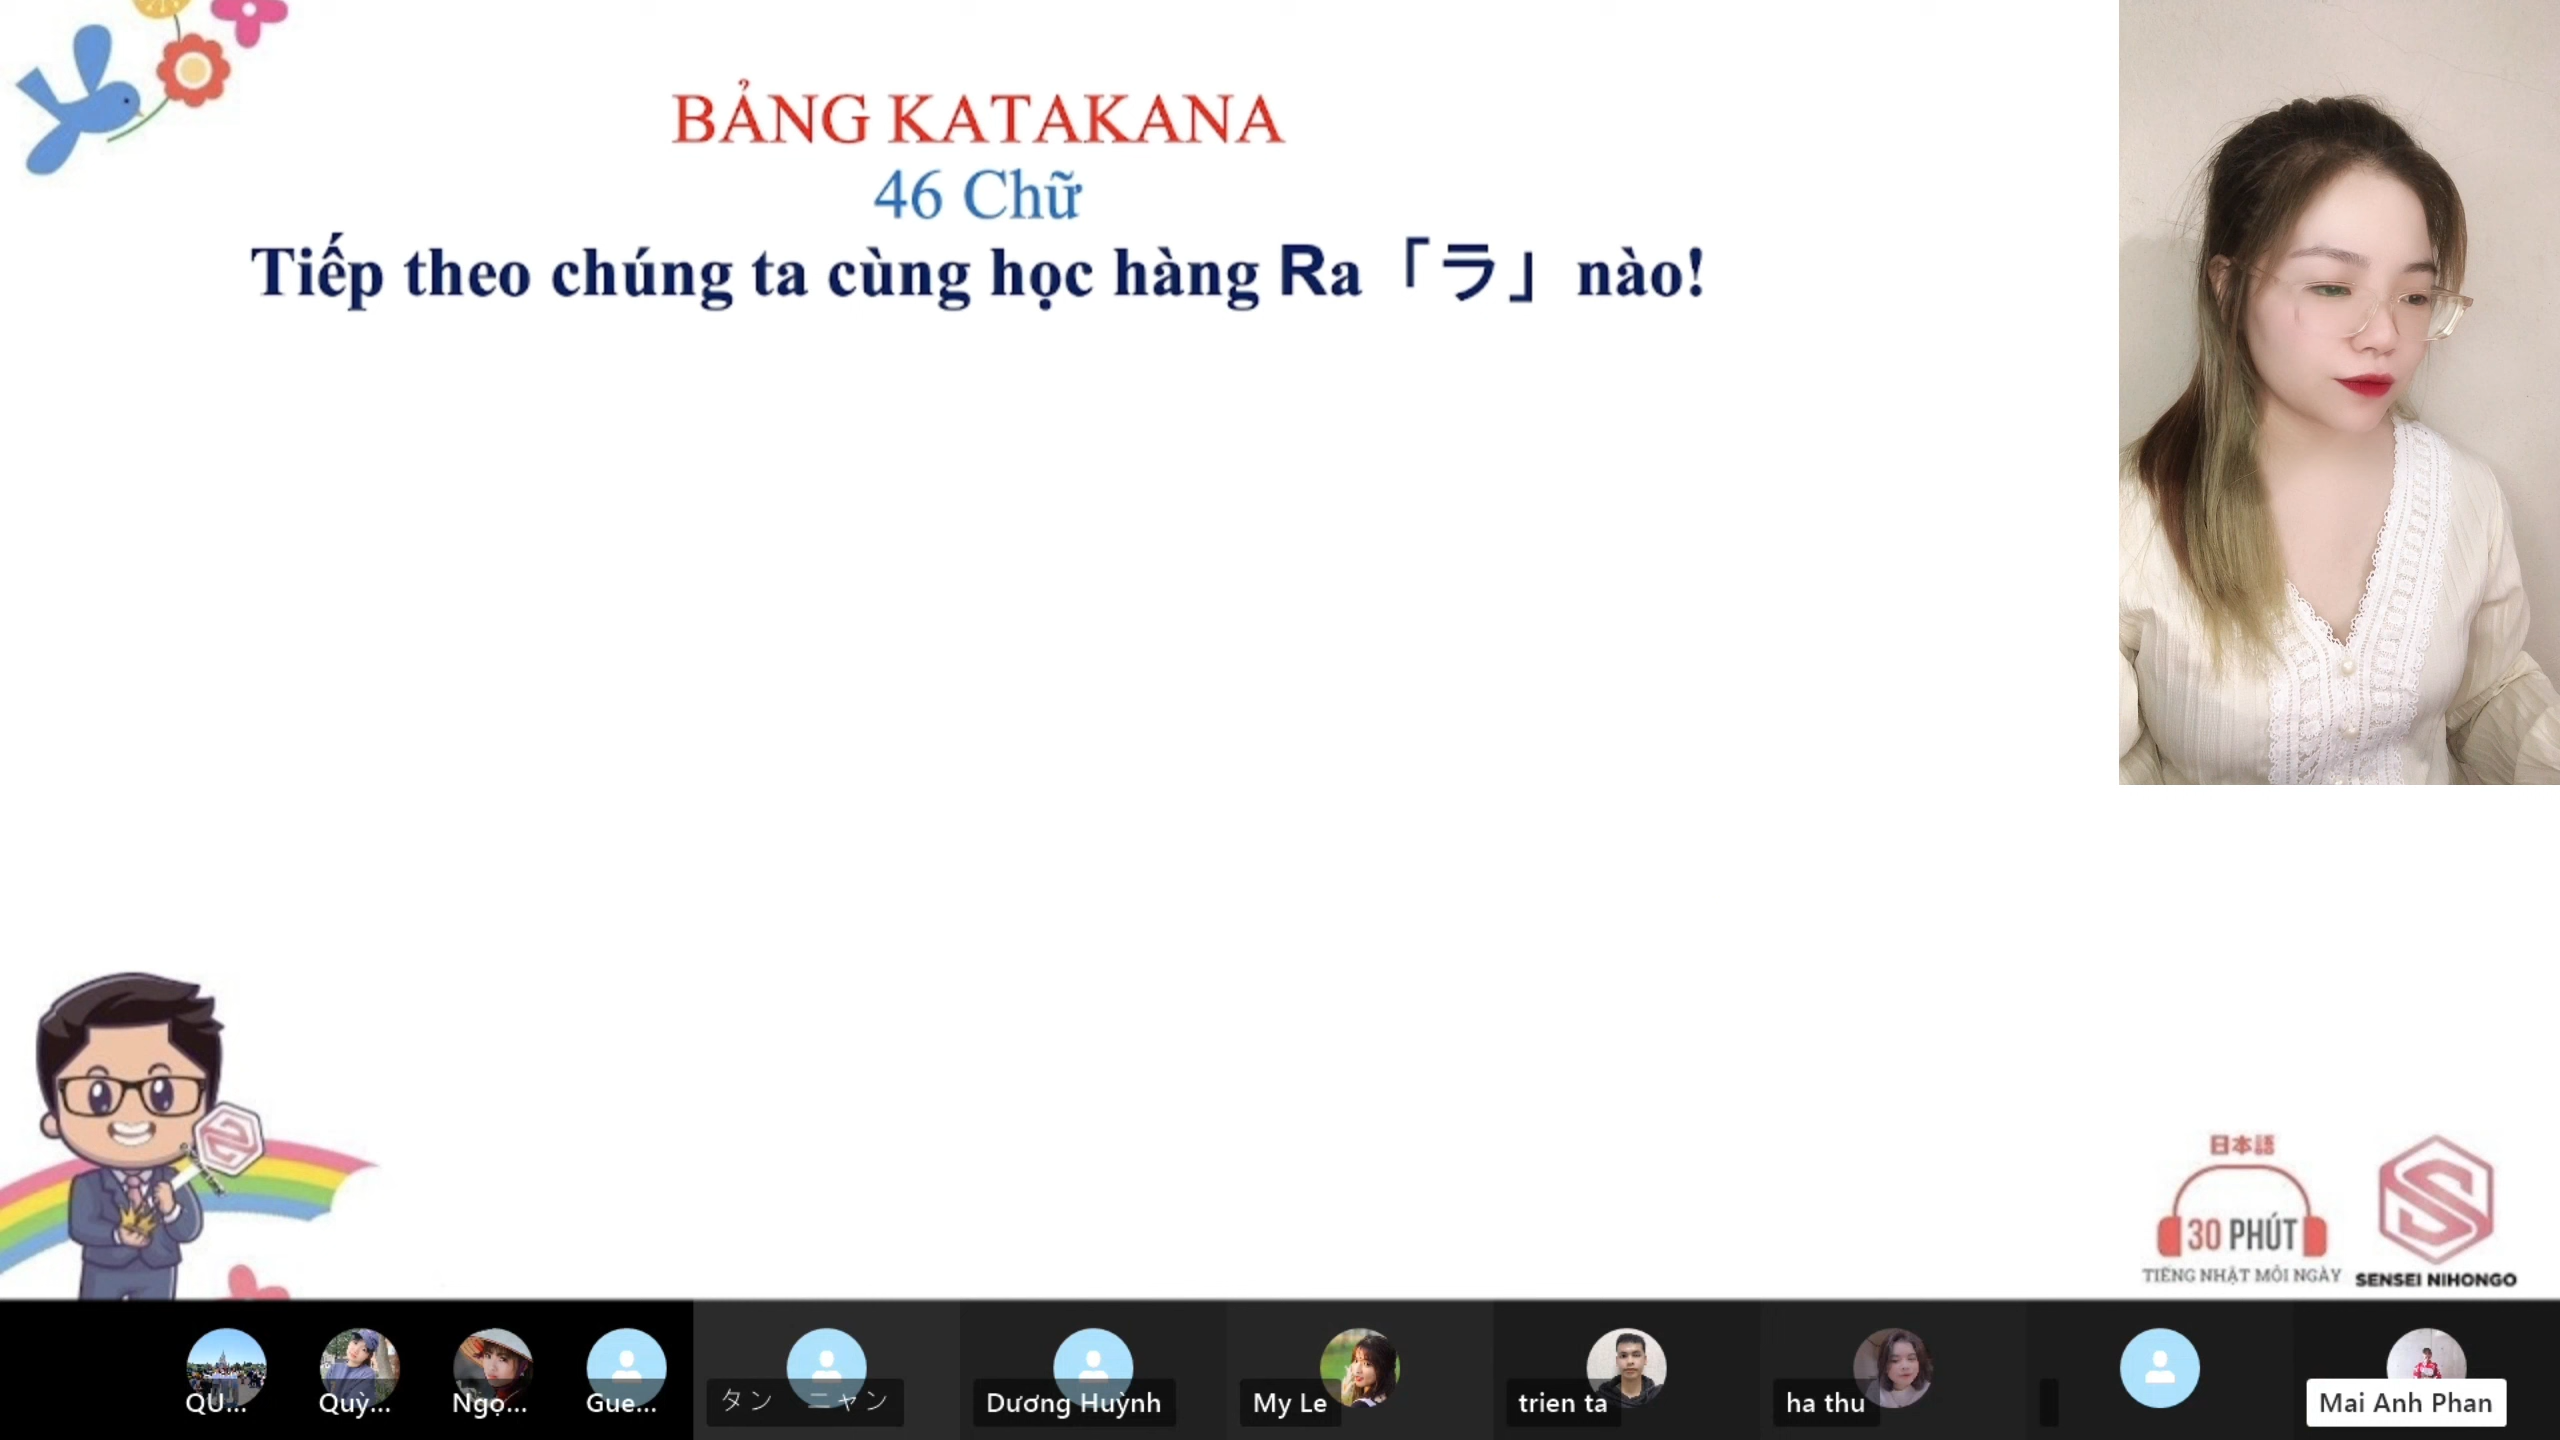 BẢNG KATAKANA
46 Chữ
Tiếp theo chúng ta cùng học hàng Ra「ラ」nào!
日本語
30 PHÚT
TIẾNG NHẬT MỖI NGÀY
SENSEI NIHONGO
QU...
Quỳ...
Ngọ...
Gue...
タン ニャン
Dương Huỳnh
My Le
trien ta
ha thu
Mai Anh Phan